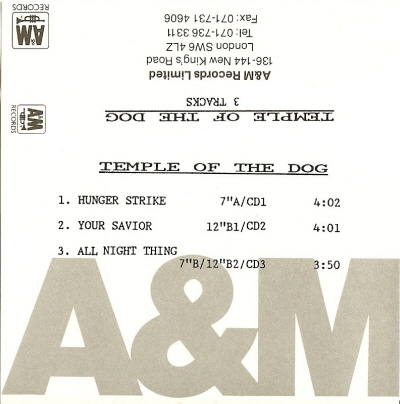 A&M
RECORDS
A&M Records Limited
136-144 New King's Road
London SW6 4LZ
Tel: 071-736 3311
Fax: 071-731 4606
A&M
RECORDS
TEMPLE OF THE DOG
3 TRACKS
TEMPLE OF THE DOG
1. HUNGER STRIKE 7"A/CD1 4:02
2. YOUR SAVIOR 12"B1/CD2 4:01
3. ALL NIGHT THING
7"B/12"B2/CD3 3:50
A&M